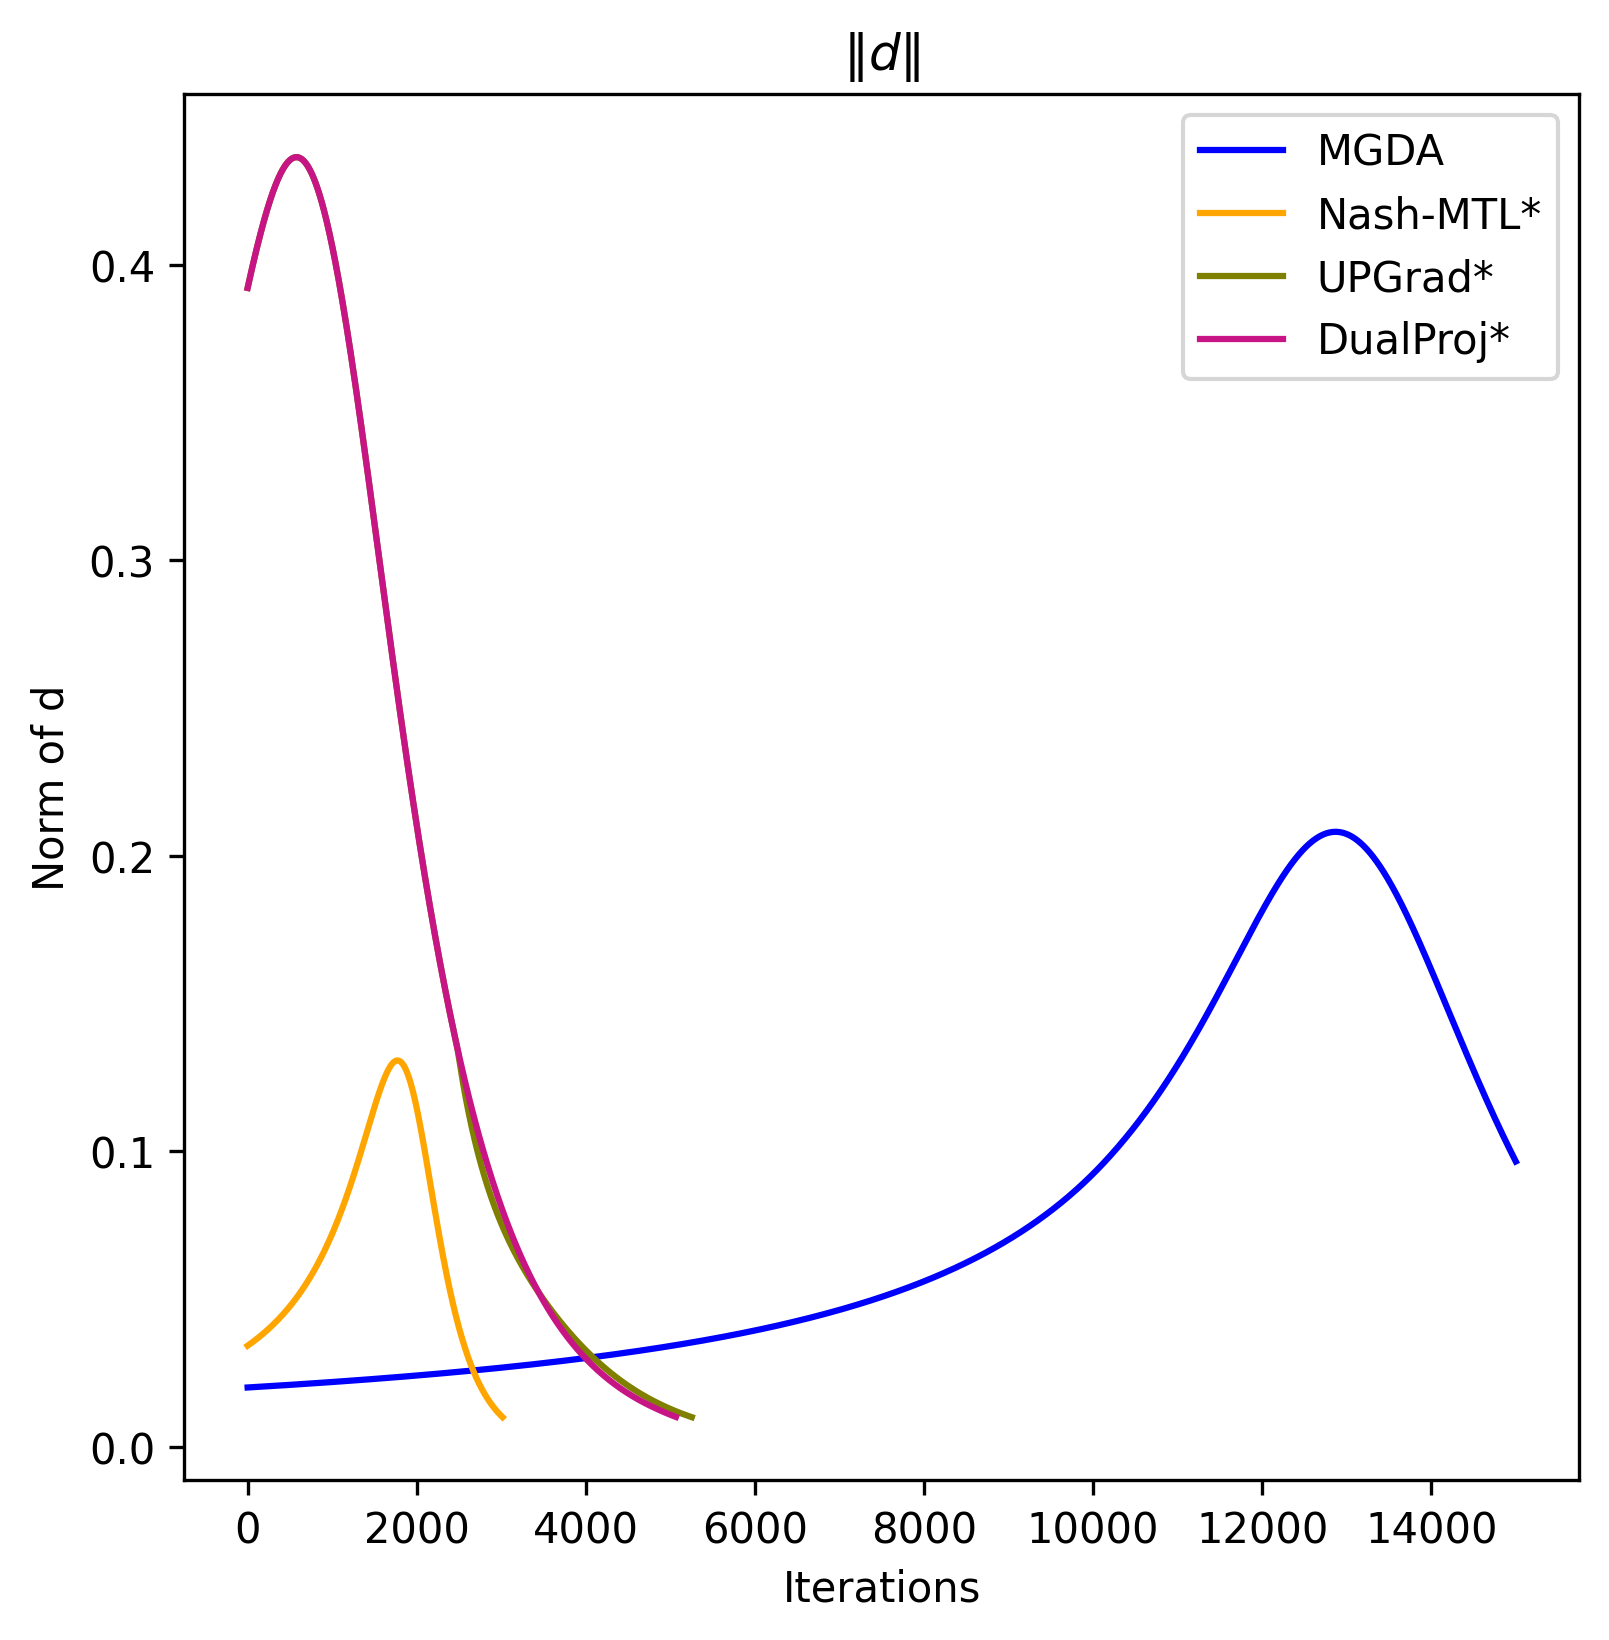 ‖d‖
MGDA
Nash-MTL*
UPGrad*
DualProj*
0.4
0.3
0.2
0.1
0.0
Norm of d
0 2000 4000 6000 8000 10000 12000 14000
Iterations